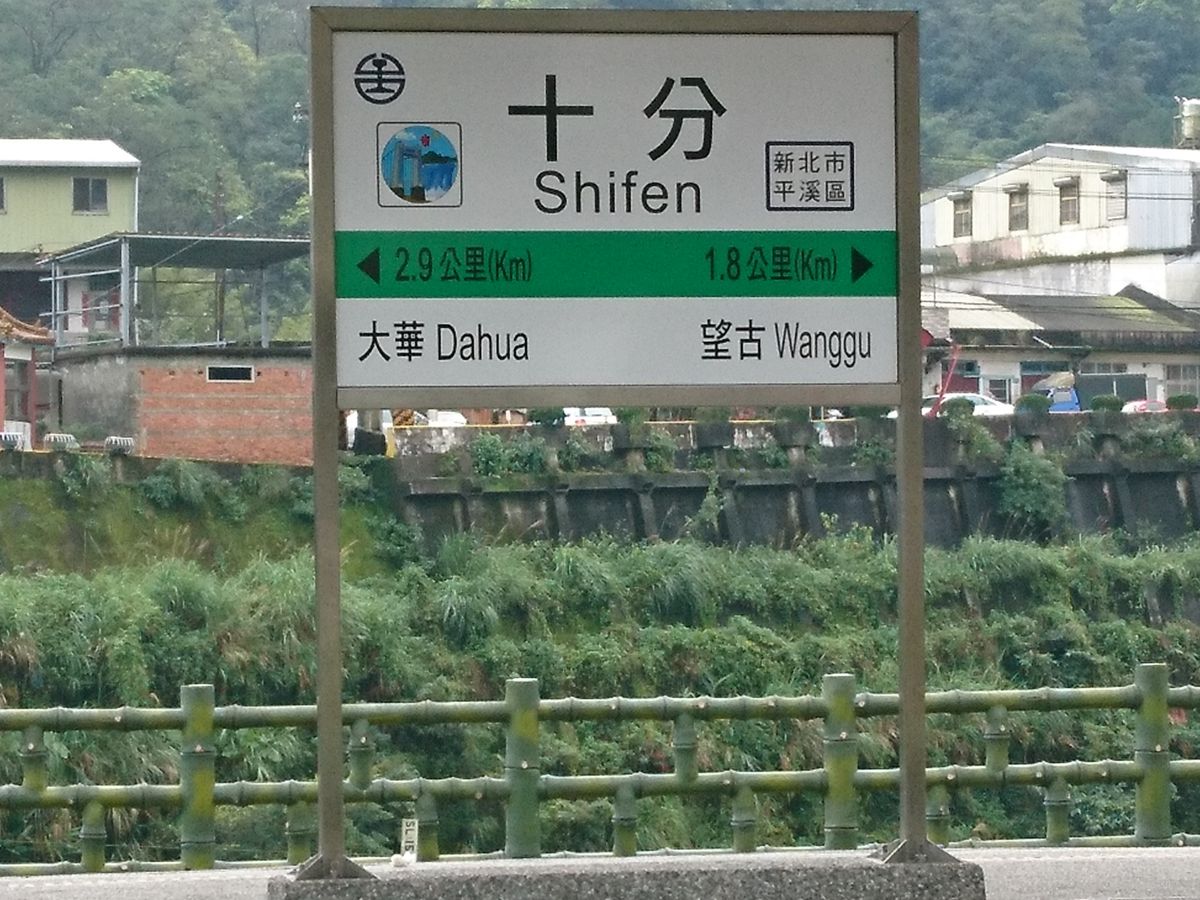 十分
Shifen
新北市
平溪區
2.9公里(Km)
1.8公里(Km)
大華 Dahua
望古 Wanggu